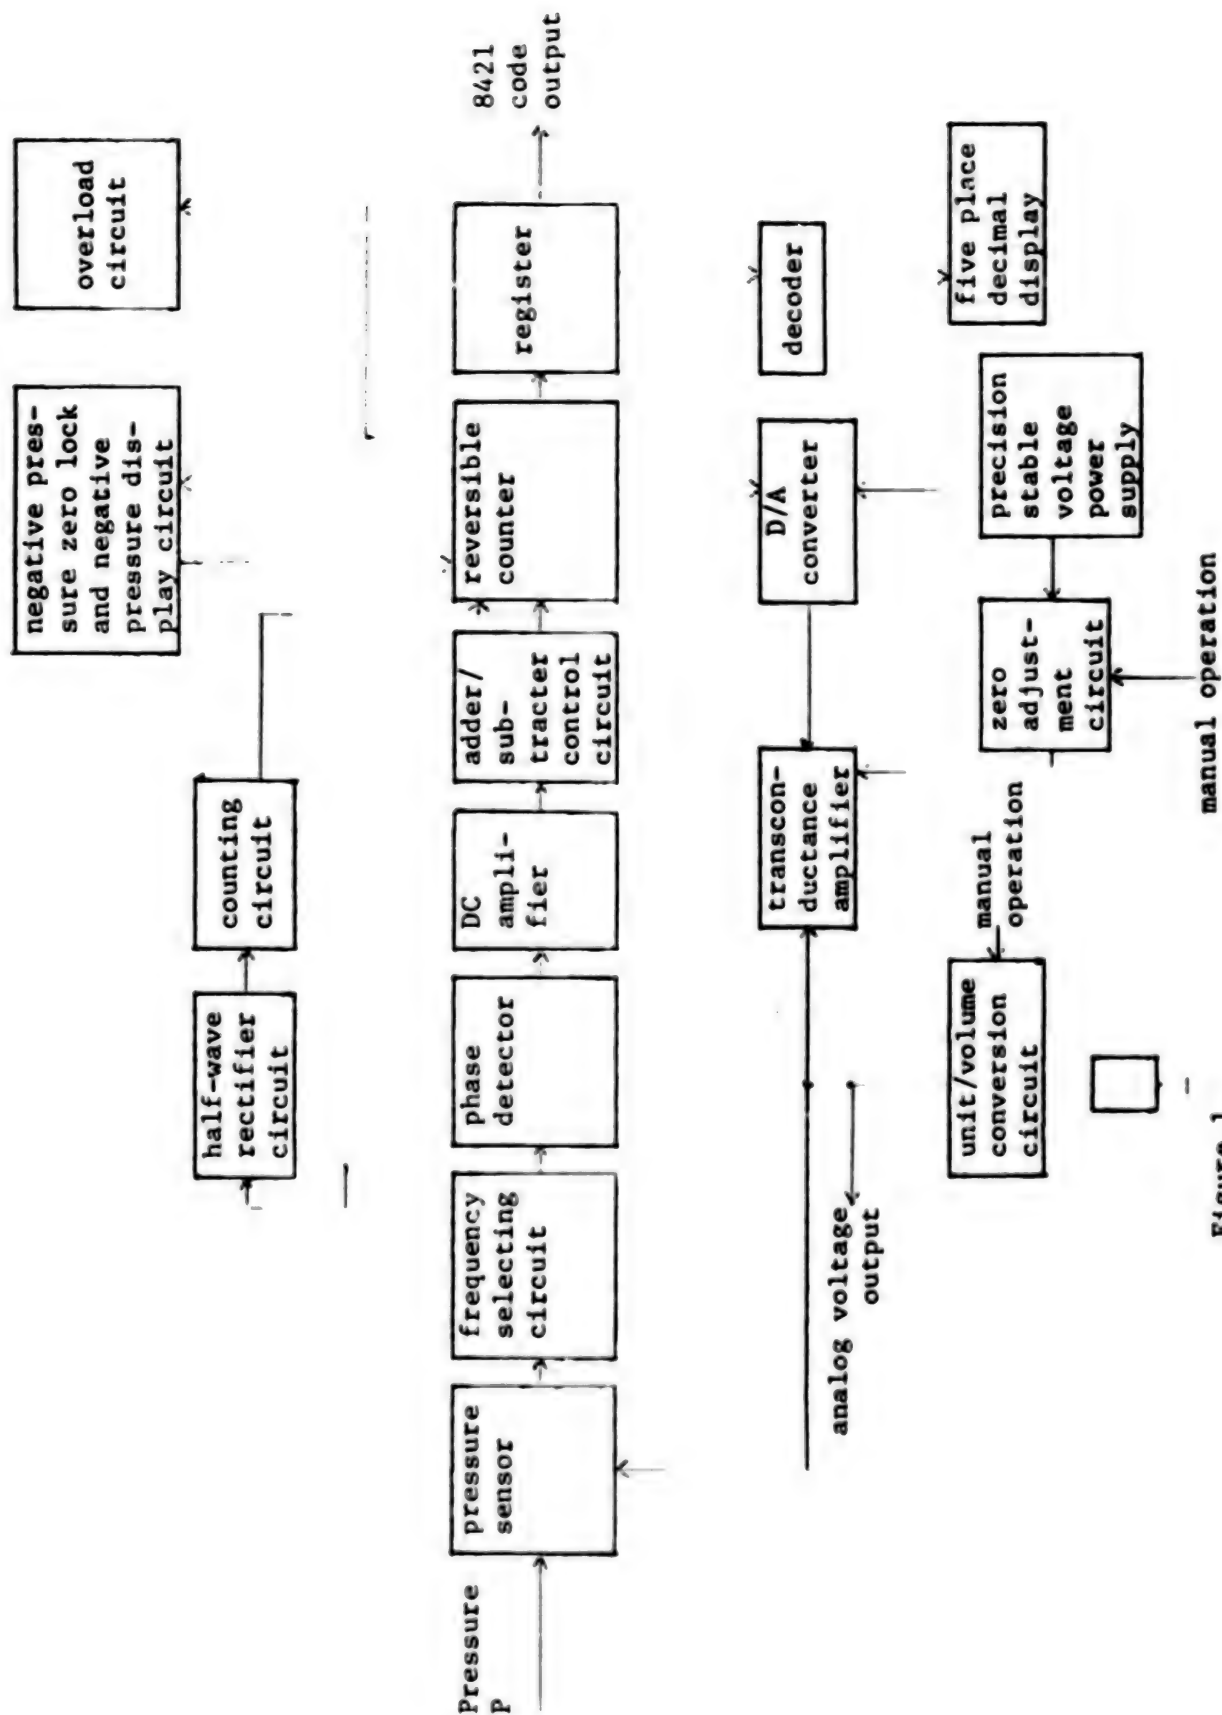 negative pres-
sure zero lock
and negative
pressure dis-
play circuit
overload
circuit
half-wave
rectifier
circuit
counting
circuit
Pressure
P
pressure
sensor
frequency
selecting
circuit
phase
detector
DC
ampli-
fier
adder/
sub-
tracter
control
circuit
reversible
counter
register
8421
code
output
analog voltage
output
transcon-
ductance
amplifier
D/A
converter
decoder
unit/volume
conversion
circuit
manual
operation
zero
adjust-
ment
circuit
precision
stable
voltage
power
supply
five place
decimal
display
manual operation
Figure 1